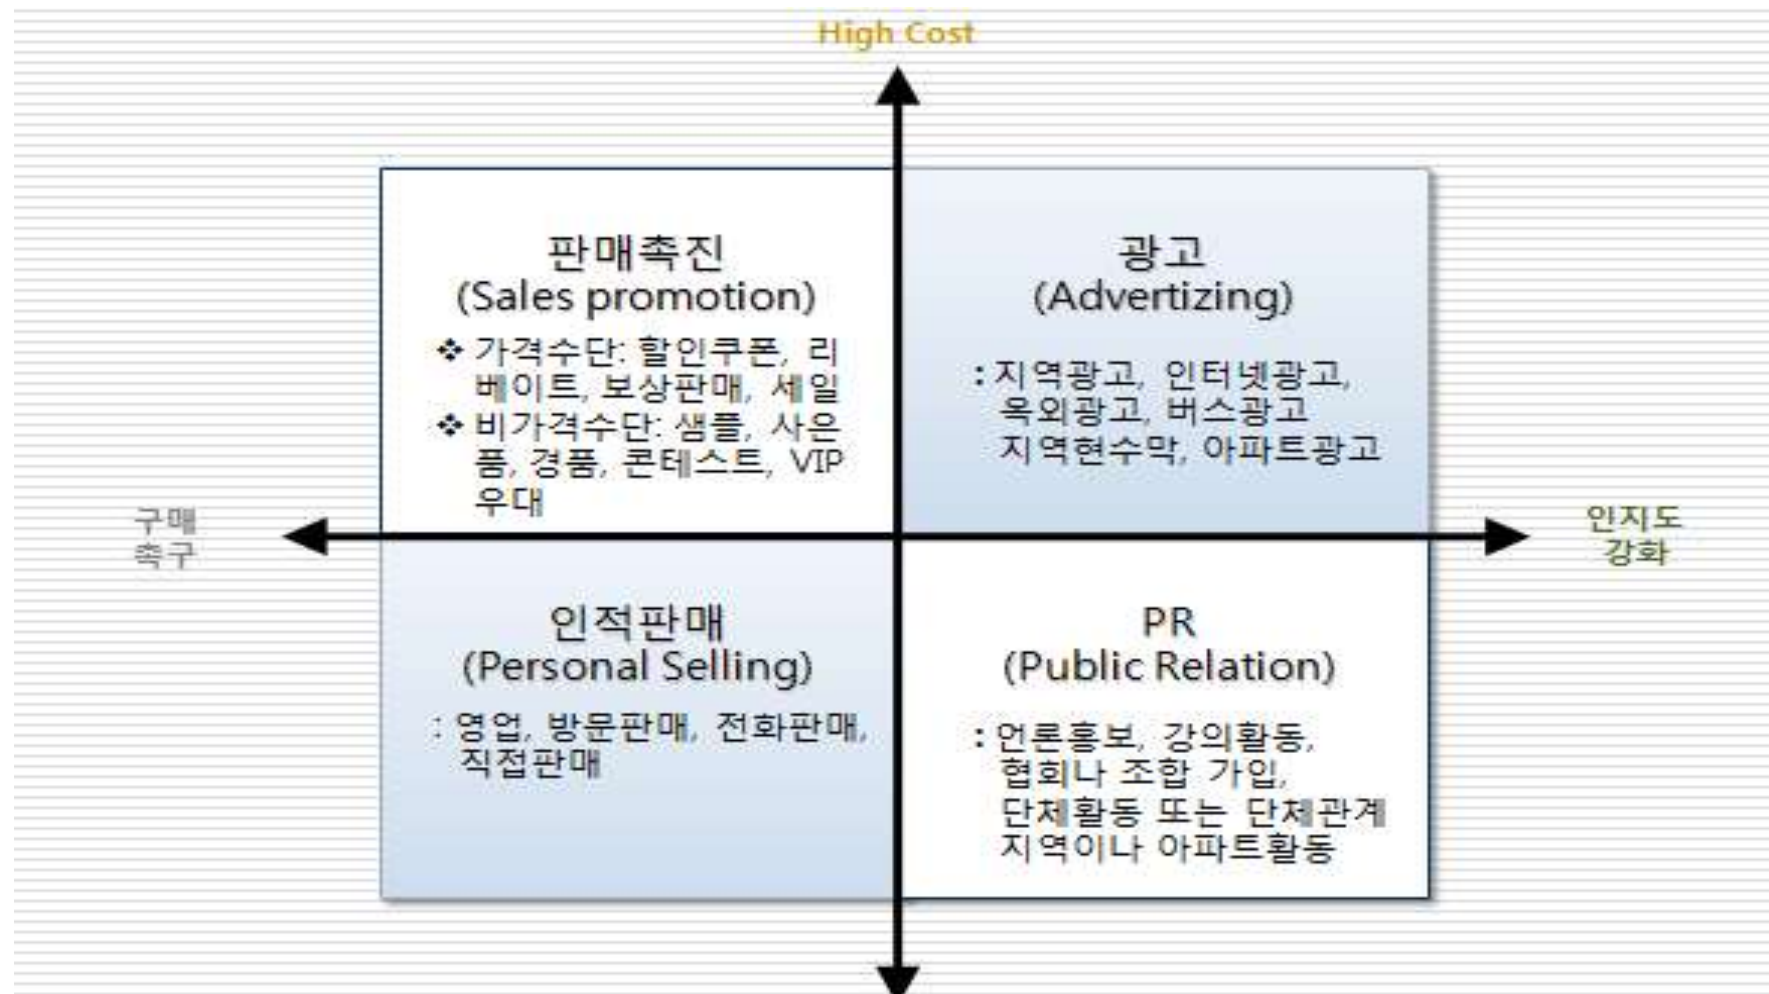 High Cost
판매촉진
(Sales promotion)
❖ 가격수단: 할인쿠폰, 리
베이트, 보상판매, 세일
❖ 비가격수단: 샘플, 사은
품, 경품, 콘테스트, VIP
우대
광고
(Advertizing)
: 지역광고, 인터넷광고,
옥외광고, 버스광고
지역현수막, 아파트광고
구매
촉구
인지도
강화
인적판매
(Personal Selling)
: 영업, 방문판매, 전화판매,
직접판매
PR
(Public Relation)
: 언론홍보, 강의활동,
협회나 조합 가입,
단체활동 또는 단체관계
지역이나 아파트활동